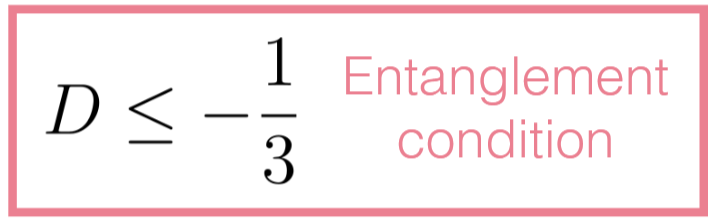 D ≤ -1/3
Entanglement
condition